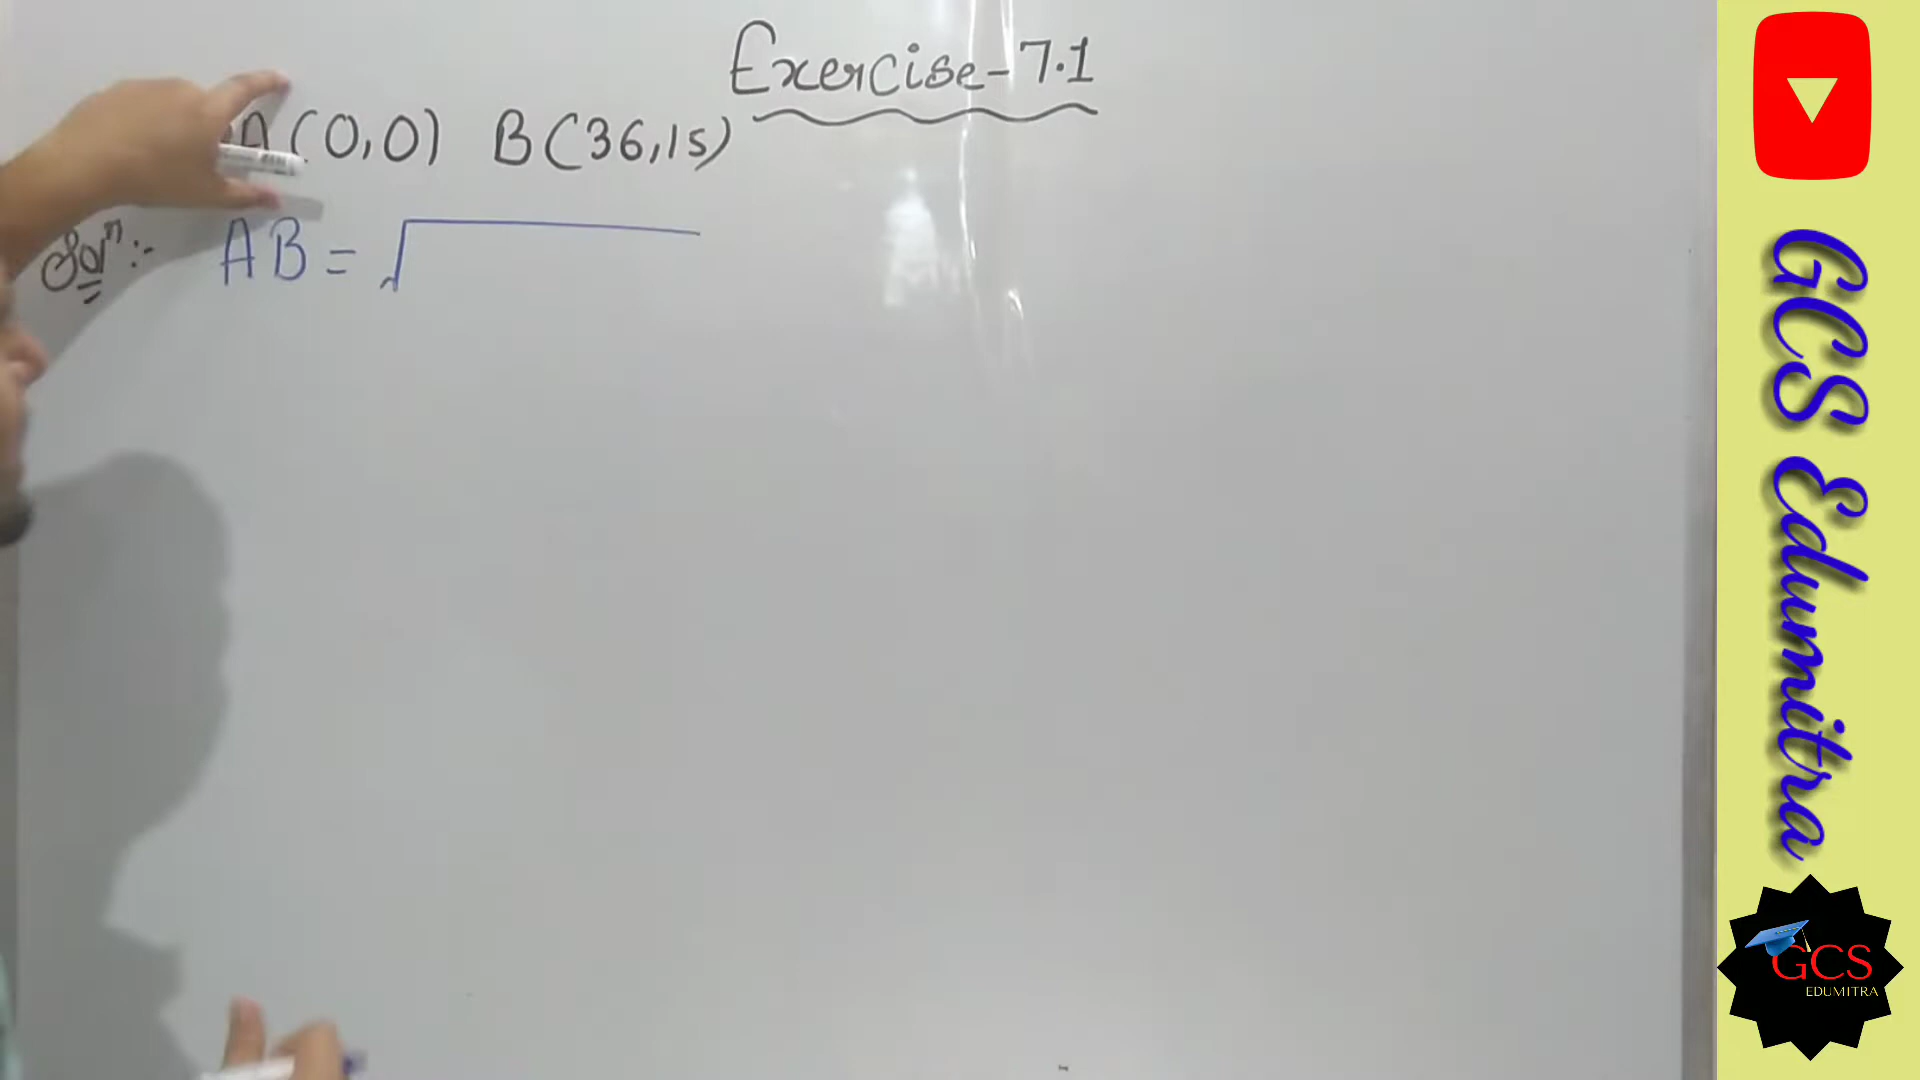 Exercise-7.1
A(0,0) B(36,15)
Solⁿ:- AB = √
GCS Edumitra
GCS
EDUMITRA